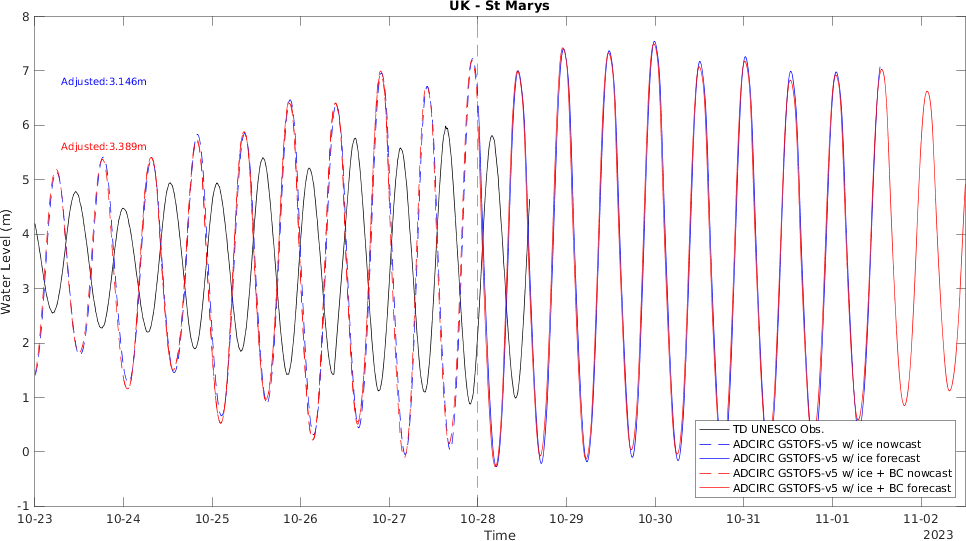 UK - St Marys
8
7
6
5
4
3
2
1
0
-1
Water Level (m)
Adjusted:3.146m
Adjusted:3.389m
TD UNESCO Obs.
ADCIRC GSTOFS-v5 w/ ice nowcast
ADCIRC GSTOFS-v5 w/ ice forecast
ADCIRC GSTOFS-v5 w/ ice + BC nowcast
ADCIRC GSTOFS-v5 w/ ice + BC forecast
10-23 10-24 10-25 10-26 10-27 10-28 10-29 10-30 10-31 11-01 11-02
Time
2023